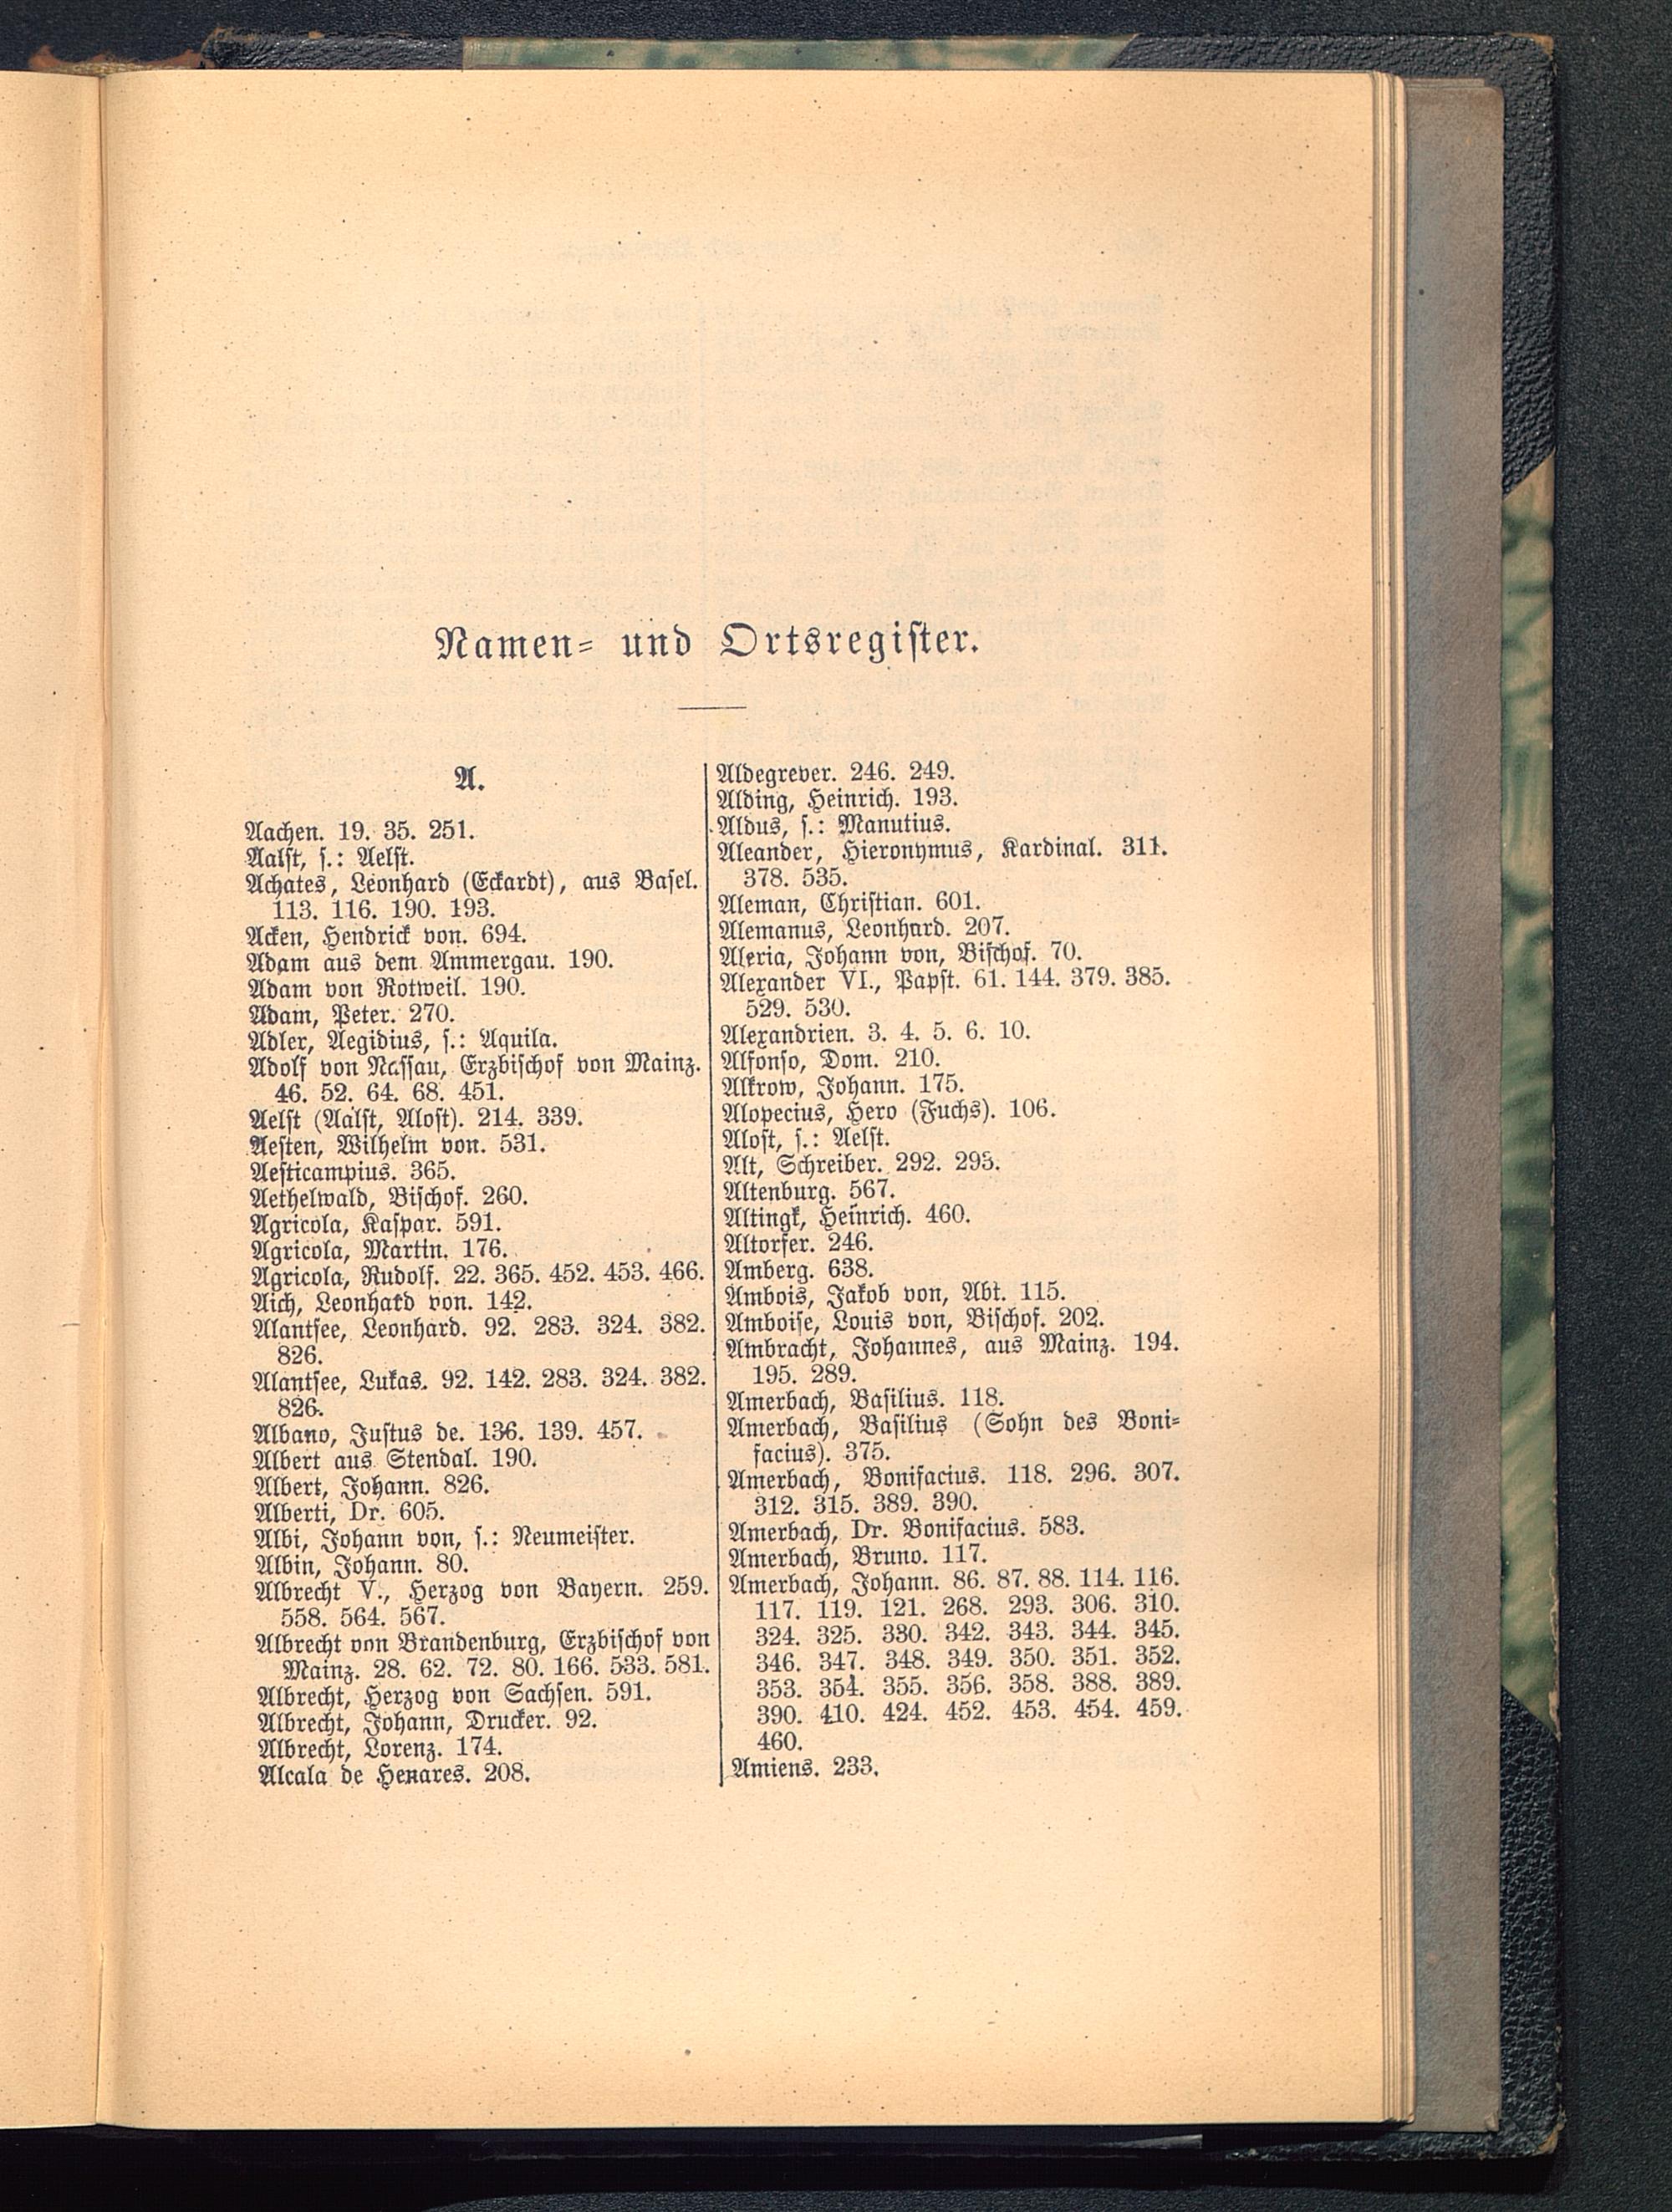 Namen- und Ortsregister.
A.
Aachen. 19. 35. 251.
Aalst, s.: Aelst.
Achates, Leonhard (Eckardt), aus Basel.
113. 116. 190. 193.
Acken, Hendrick von. 694.
Adam aus dem Ammergau. 190.
Adam von Rotweil. 190.
Adam, Peter. 270.
Adler, Aegidius, s.: Aquila.
Adolf von Nassau, Erzbischof von Mainz.
46. 52. 64. 68. 451.
Aelst (Aalst, Alost). 214. 339.
Aesten, Wilhelm von. 531.
Aesticampius. 365.
Aethelwald, Bischof. 260.
Agricola, Kaspar. 591.
Agricola, Martin. 176.
Agricola, Rudolf. 22. 365. 452. 453. 466.
Aich, Leonhard von. 142.
Alantsee, Leonhard. 92. 283. 324. 382.
826.
Alantsee, Lukas. 92. 142. 283. 324. 382.
826.
Albano, Justus de. 136. 139. 457.
Albert aus Stendal. 190.
Albert, Johann. 826.
Alberti, Dr. 605.
Albi, Johann von, s.: Neumeister.
Albin, Johann. 80.
Albrecht V., Herzog von Bayern. 259.
558. 564. 567.
Albrecht von Brandenburg, Erzbischof von
Mainz. 28. 62. 72. 80. 166. 533. 581.
Albrecht, Herzog von Sachsen. 591.
Albrecht, Johann, Drucker. 92.
Albrecht, Lorenz. 174.
Alcala de Henares. 208.
Aldegrever. 246. 249.
Alding, Heinrich. 193.
Aldus, s.: Manutius.
Aleander, Hieronymus, Kardinal. 311.
378. 535.
Aleman, Christian. 601.
Alemanus, Leonhard. 207.
Aleria, Johann von, Bischof. 70.
Alexander VI., Papst. 61. 144. 379. 385.
529. 530.
Alexandrien. 3. 4. 5. 6. 10.
Alfonso, Dom. 210.
Alkrow, Johann. 175.
Alopecius, Hero (Fuchs). 106.
Alost, s.: Aelst.
Alt, Schreiber. 292. 293.
Altenburg. 567.
Altingk, Heinrich. 460.
Altorfer. 246.
Amberg. 638.
Ambois, Jakob von, Abt. 115.
Amboise, Louis von, Bischof. 202.
Ambracht, Johannes, aus Mainz. 194.
195. 289.
Amerbach, Basilius. 118.
Amerbach, Basilius (Sohn des Boni-
facius). 375.
Amerbach, Bonifacius. 118. 296. 307.
312. 315. 389. 390.
Amerbach, Dr. Bonifacius. 583.
Amerbach, Bruno. 117.
Amerbach, Johann. 86. 87. 88. 114. 116.
117. 119. 121. 268. 293. 306. 310.
324. 325. 330. 342. 343. 344. 345.
346. 347. 348. 349. 350. 351. 352.
353. 354. 355. 356. 358. 388. 389.
390. 410. 424. 452. 453. 454. 459.
460.
Amiens. 233.